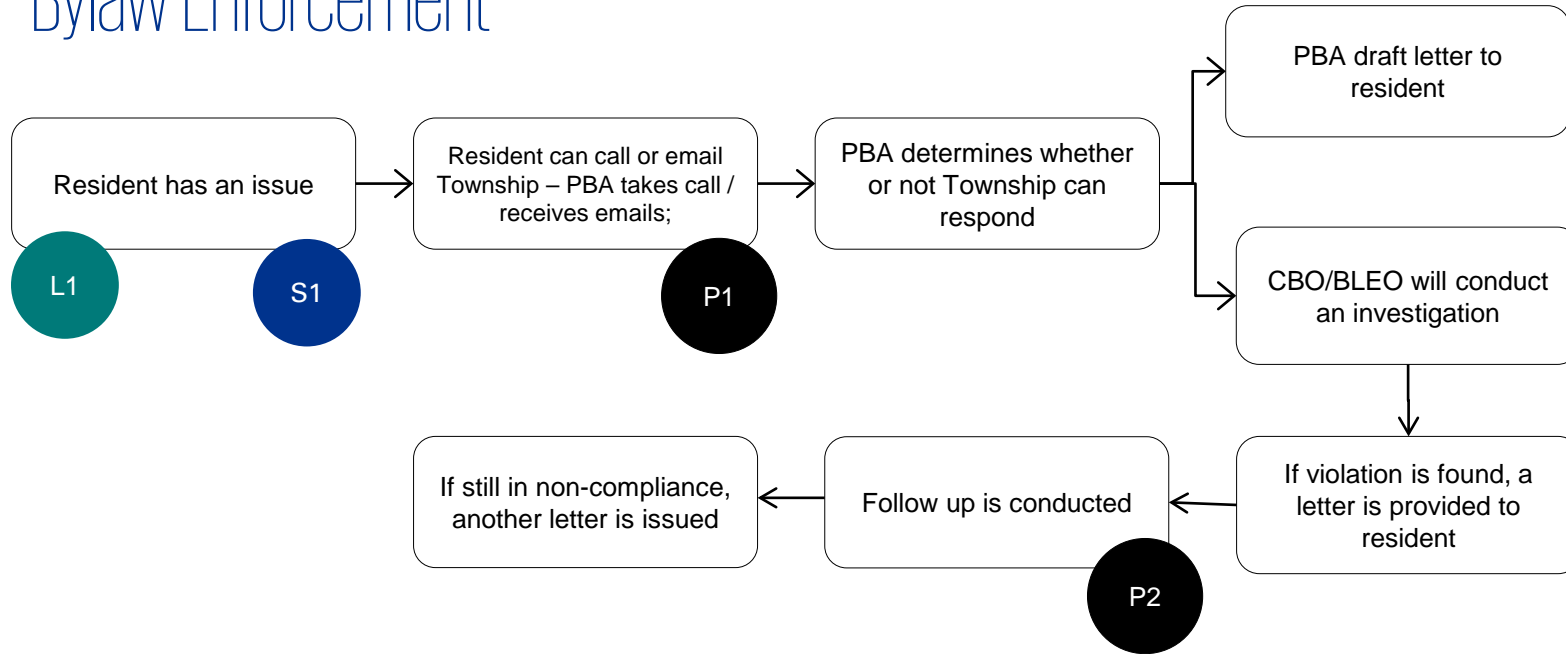 Bylaw Enforcement
Resident has an issue
L1
S1
Resident can call or email
Township – PBA takes call /
receives emails;
P1
PBA determines whether
or not Township can
respond
PBA draft letter to
resident
CBO/BLEO will conduct
an investigation
If violation is found, a
letter is provided to
resident
Follow up is conducted
P2
If still in non-compliance,
another letter is issued